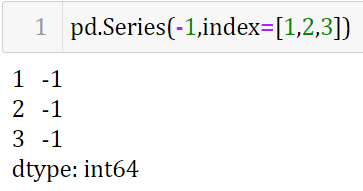 1 pd.Series(-1,index=[1,2,3])
1 -1
2 -1
3 -1
dtype: int64